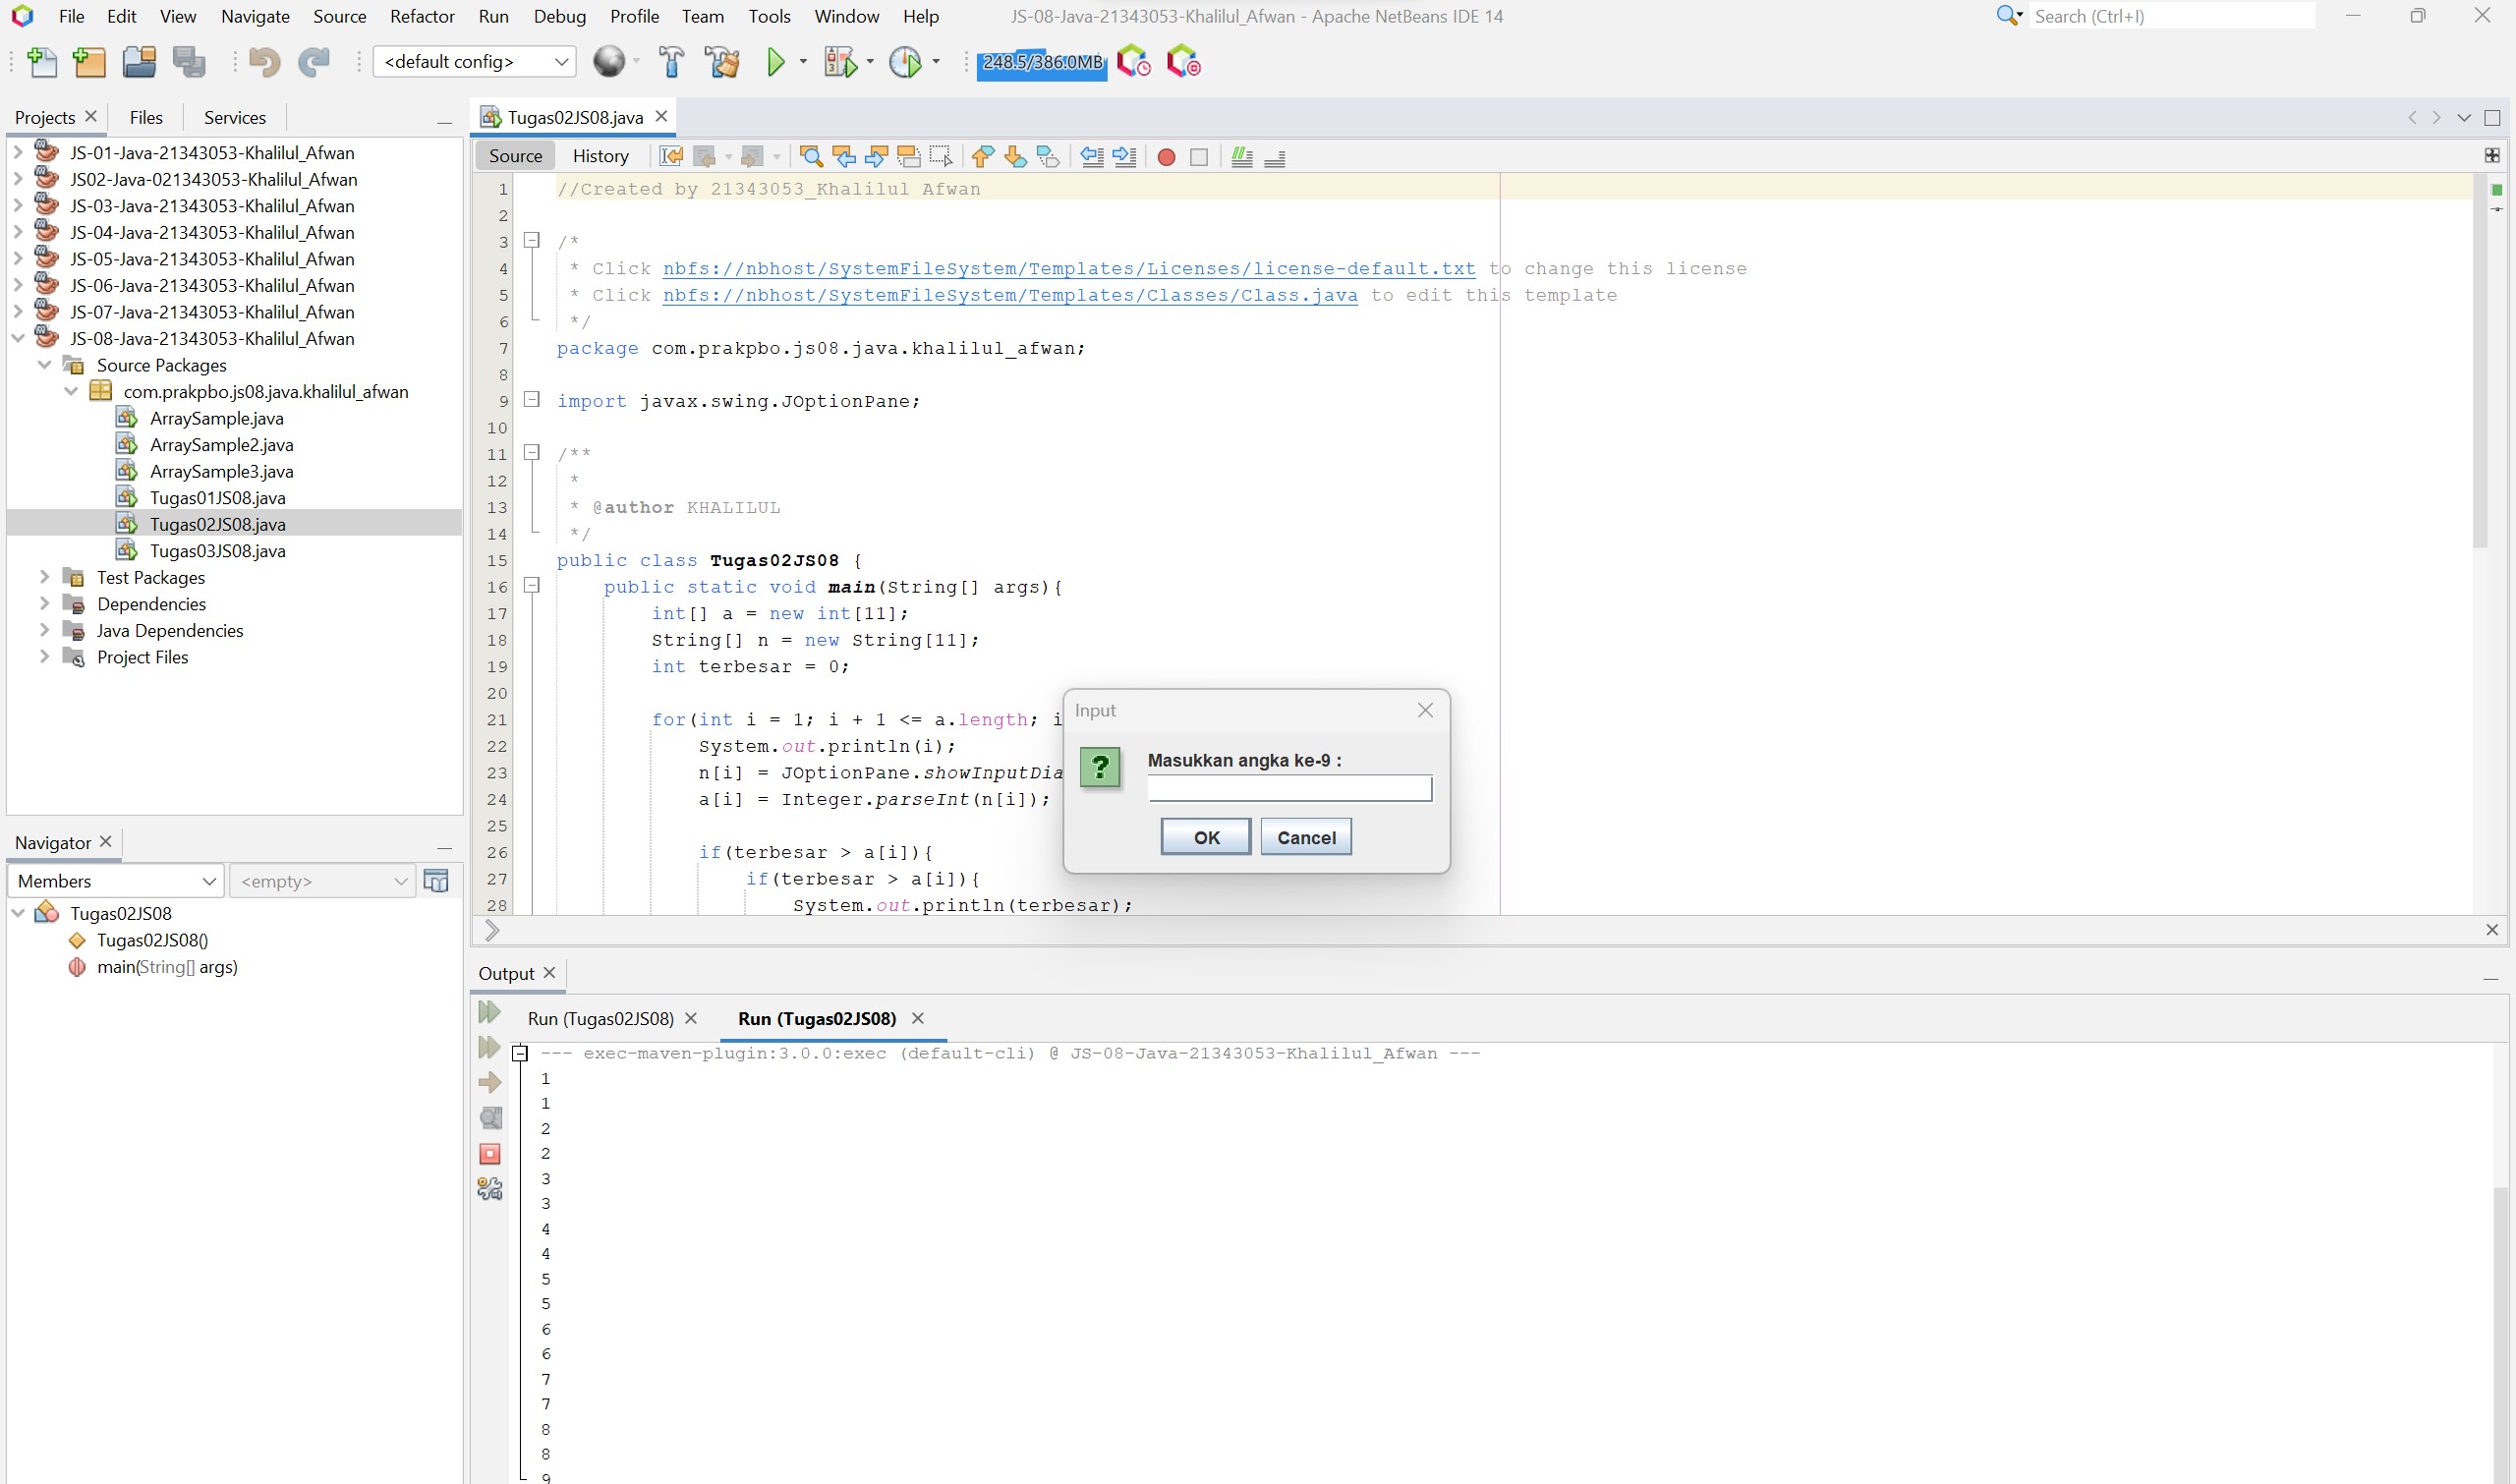 File Edit View Navigate Source Refactor Run Debug Profile Team Tools Window Help JS-08-Java-21343053-Khalilul_Afwan - Apache NetBeans IDE 14 Search (Ctrl+I)
<default config> 248.5/386.0MB
Projects Files Services
JS-01-Java-21343053-Khalilul_Afwan
JS02-Java-021343053-Khalilul_Afwan
JS-03-Java-21343053-Khalilul_Afwan
JS-04-Java-21343053-Khalilul_Afwan
JS-05-Java-21343053-Khalilul_Afwan
JS-06-Java-21343053-Khalilul_Afwan
JS-07-Java-21343053-Khalilul_Afwan
JS-08-Java-21343053-Khalilul_Afwan
Source Packages
com.prakpbo.js08.java.khalilul_afwan
ArraySample.java
ArraySample2.java
ArraySample3.java
Tugas01JS08.java
Tugas02JS08.java
Tugas03JS08.java
Test Packages
Dependencies
Java Dependencies
Project Files
Navigator
Members <empty>
Tugas02JS08
Tugas02JS08()
main(String[] args)
Tugas02JS08.java
Source History
1 //Created by 21343053_Khalilul Afwan
2
3 /*
4 * Click nbfs://nbhost/SystemFileSystem/Templates/Licenses/license-default.txt to change this license
5 * Click nbfs://nbhost/SystemFileSystem/Templates/Classes/Class.java to edit this template
6 */
7 package com.prakpbo.js08.java.khalilul_afwan;
8
9 import javax.swing.JOptionPane;
10
11 /**
12 *
13 * @author KHALILUL
14 */
15 public class Tugas02JS08 {
16 public static void main(String[] args){
17 int[] a = new int[11];
18 String[] n = new String[11];
19 int terbesar = 0;
20
21 for(int i = 1; i + 1 <= a.length; i
22 System.out.println(i);
23 n[i] = JOptionPane.showInputDia
24 a[i] = Integer.parseInt(n[i]);
25
26 if(terbesar > a[i]){
27 if(terbesar > a[i]){
28 System.out.println(terbesar);
Input
Masukkan angka ke-9 :
OK Cancel
Output
Run (Tugas02JS08) Run (Tugas02JS08)
--- exec-maven-plugin:3.0.0:exec (default-cli) @ JS-08-Java-21343053-Khalilul_Afwan ---
1
1
2
2
3
3
4
4
5
5
6
6
7
7
8
8
9